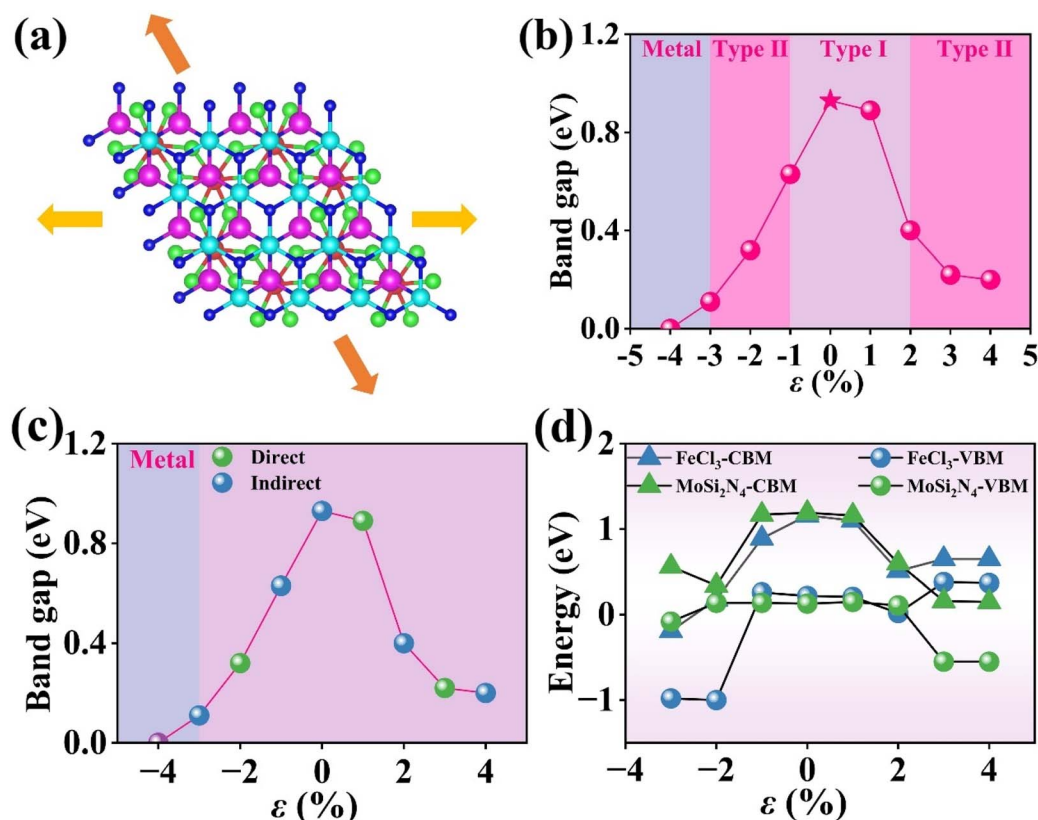 (a)
(b)
Metal Type II Type I Type II
1.2
0.8
0.4
0.0
Band gap (eV)
-5 -4 -3 -2 -1 0 1 2 3 4 5
ε (%)
(c)
Metal
Direct
Indirect
1.2
0.8
0.4
0.0
Band gap (eV)
−4 −2 0 2 4
ε (%)
(d)
FeCl₃-CBM FeCl₃-VBM
MoSi₂N₄-CBM MoSi₂N₄-VBM
2
1
0
−1
Energy (eV)
−4 −2 0 2 4
ε (%)